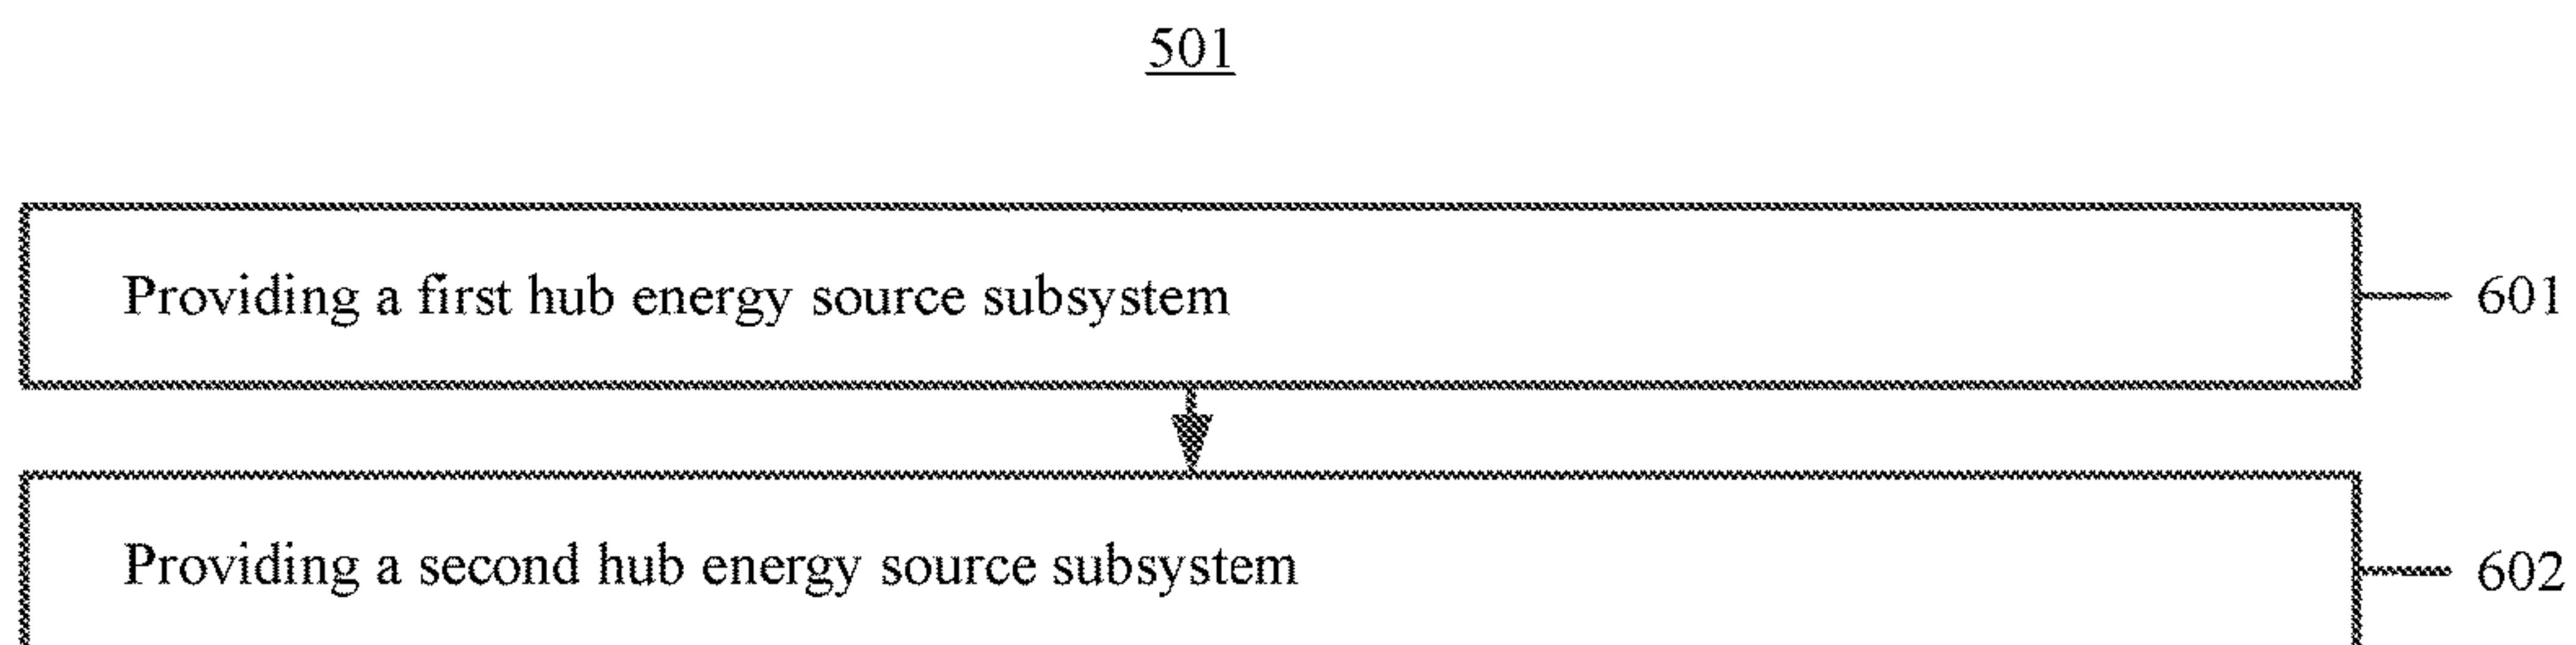 501
Providing a first hub energy source subsystem
601
Providing a second hub energy source subsystem
602